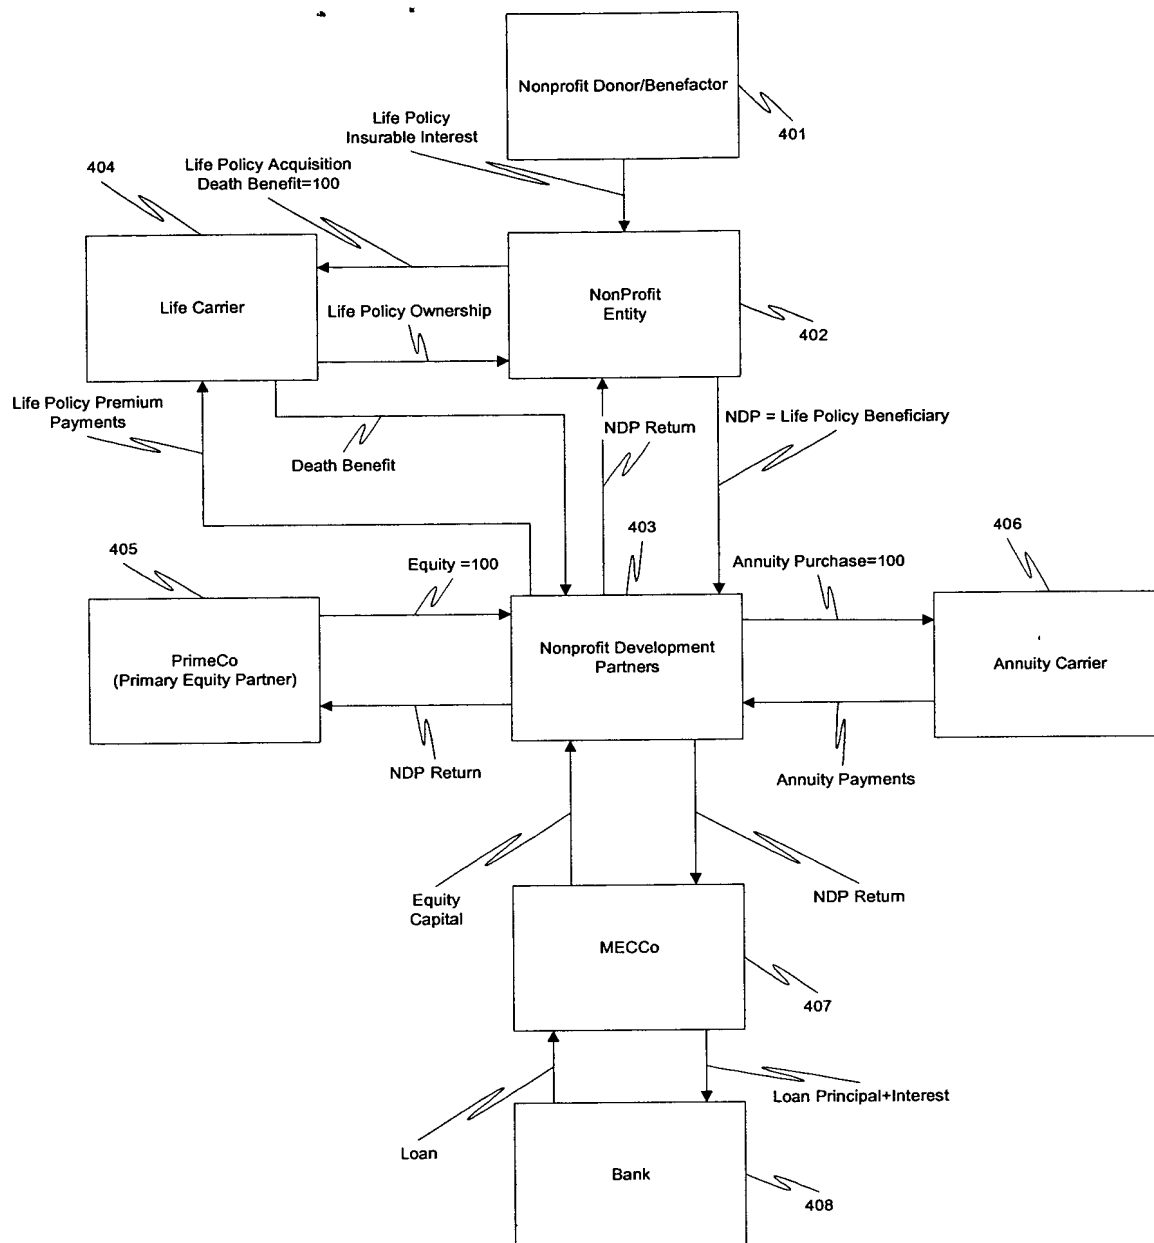 Nonprofit Donor/Benefactor
401
Life Policy
Insurable Interest
404
Life Policy Acquisition
Death Benefit=100
Life Carrier
NonProfit
Entity
Life Policy Ownership
402
Life Policy Premium
Payments
NDP Return
NDP = Life Policy Beneficiary
Death Benefit
405
Equity =100
403
Annuity Purchase=100
406
PrimeCo
(Primary Equity Partner)
Nonprofit Development
Partners
Annuity Carrier
NDP Return
Annuity Payments
Equity
Capital
NDP Return
MECCo
407
Loan
Loan Principal+Interest
Bank
408